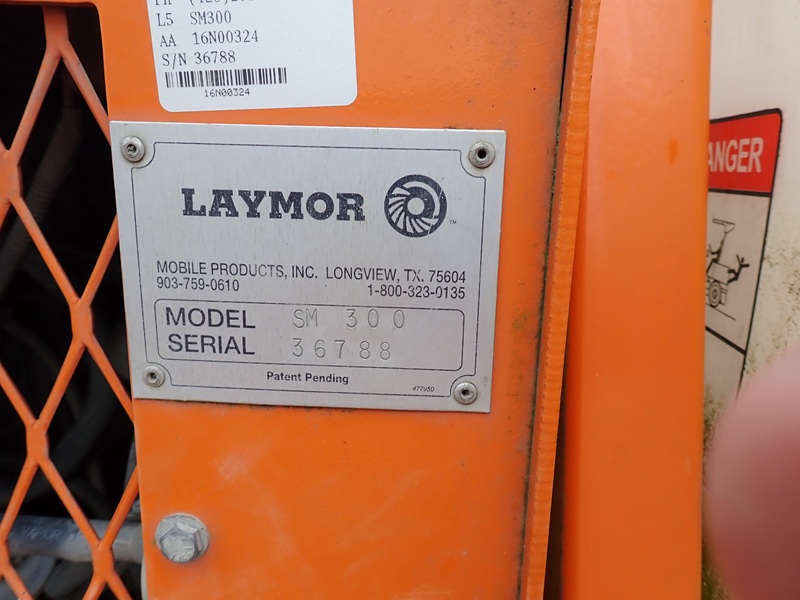 L5 SM300
AA 16N00324
S/N 36788
16N00324
LAYMOR
TM
MOBILE PRODUCTS, INC. LONGVIEW, TX. 75604
903-759-0610 1-800-323-0135
MODEL SM 300
SERIAL 36788
Patent Pending
477950
ANGER